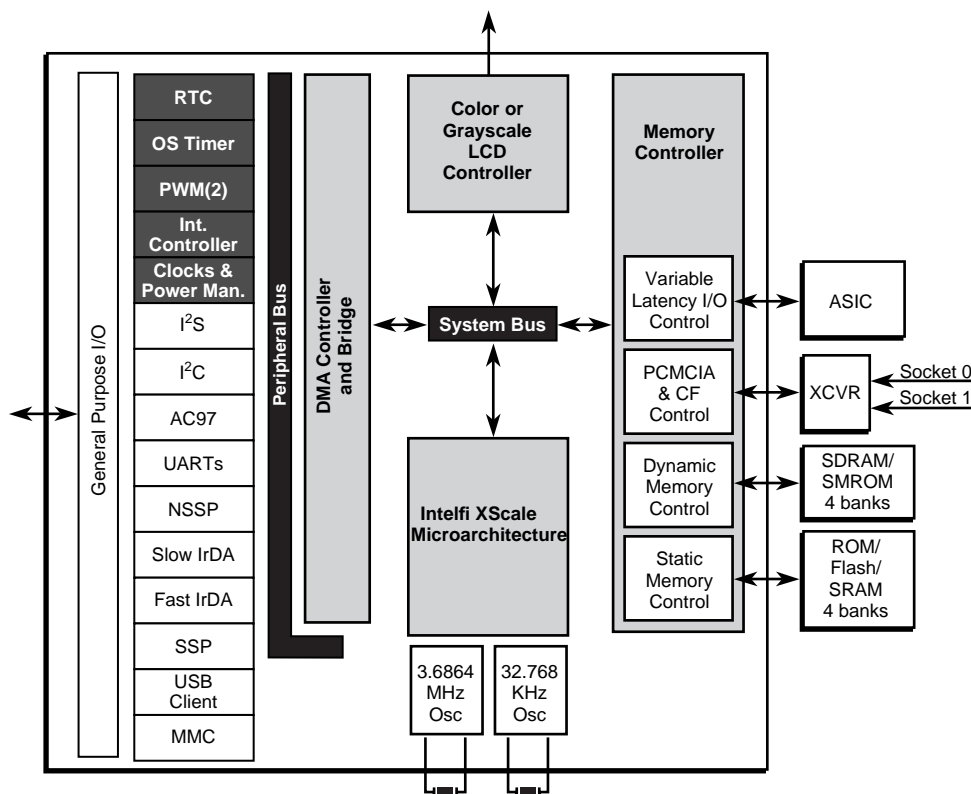 General Purpose I/O
RTC
OS Timer
PWM(2)
Int.
Controller
Clocks &
Power Man.
I²S
I²C
AC97
UARTs
NSSP
Slow IrDA
Fast IrDA
SSP
USB
Client
MMC
Peripheral Bus
DMA Controller
and Bridge
Color or
Grayscale
LCD
Controller
System Bus
Intelfi XScale
Microarchitecture
3.6864
MHz
Osc
32.768
KHz
Osc
Memory
Controller
Variable
Latency I/O
Control
PCMCIA
& CF
Control
Dynamic
Memory
Control
Static
Memory
Control
ASIC
XCVR
Socket 0
Socket 1
SDRAM/
SMROM
4 banks
ROM/
Flash/
SRAM
4 banks